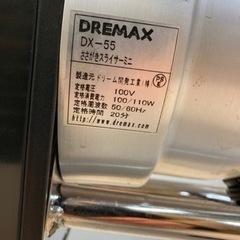 DREMAX
DX-55
ささがきスライサーミニ
製造元 ドリーム開発工業(株)
定格電圧 100V
定格消費電力 100/110W
定格周波数 50/60Hz
定格時間 20分
http://www.dremax.com